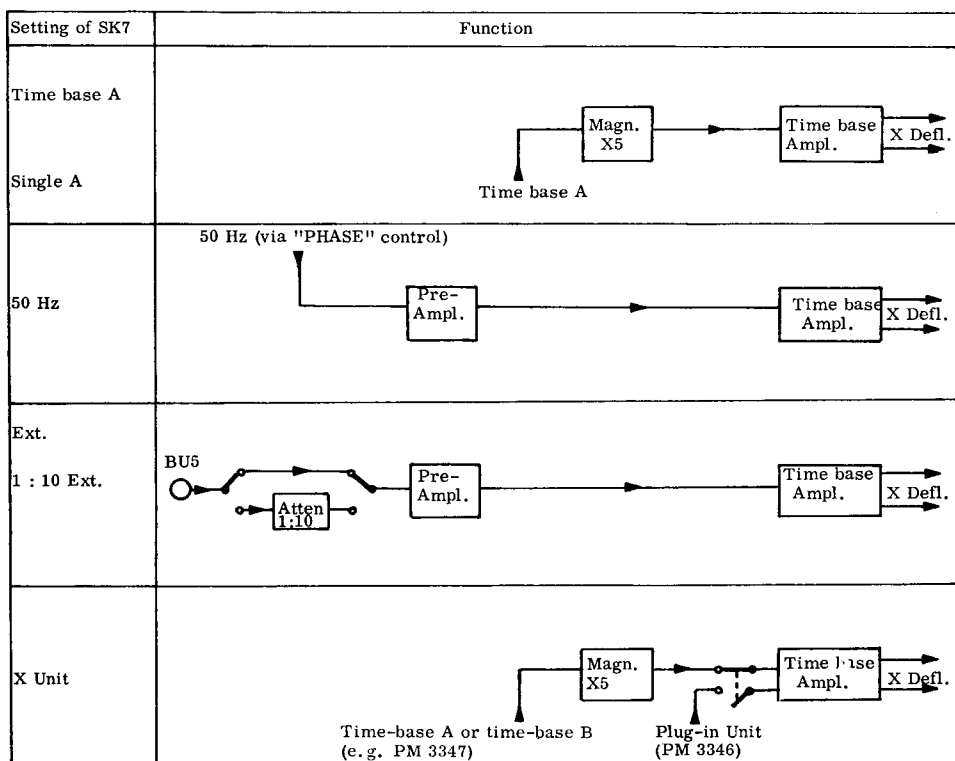 Setting of SK7
Function
Time base A
Single A
Magn.
X5
Time base
Ampl.
X Defl.
Time base A
50 Hz
50 Hz (via "PHASE" control)
Pre-
Ampl.
Time base
Ampl.
X Defl.
Ext.
1 : 10 Ext.
BU5
Atten
1:10
Pre-
Ampl.
Time base
Ampl.
X Defl.
X Unit
Magn.
X5
Time base
Ampl.
X Defl.
Time-base A or time-base B
(e.g. PM 3347)
Plug-in Unit
(PM 3346)